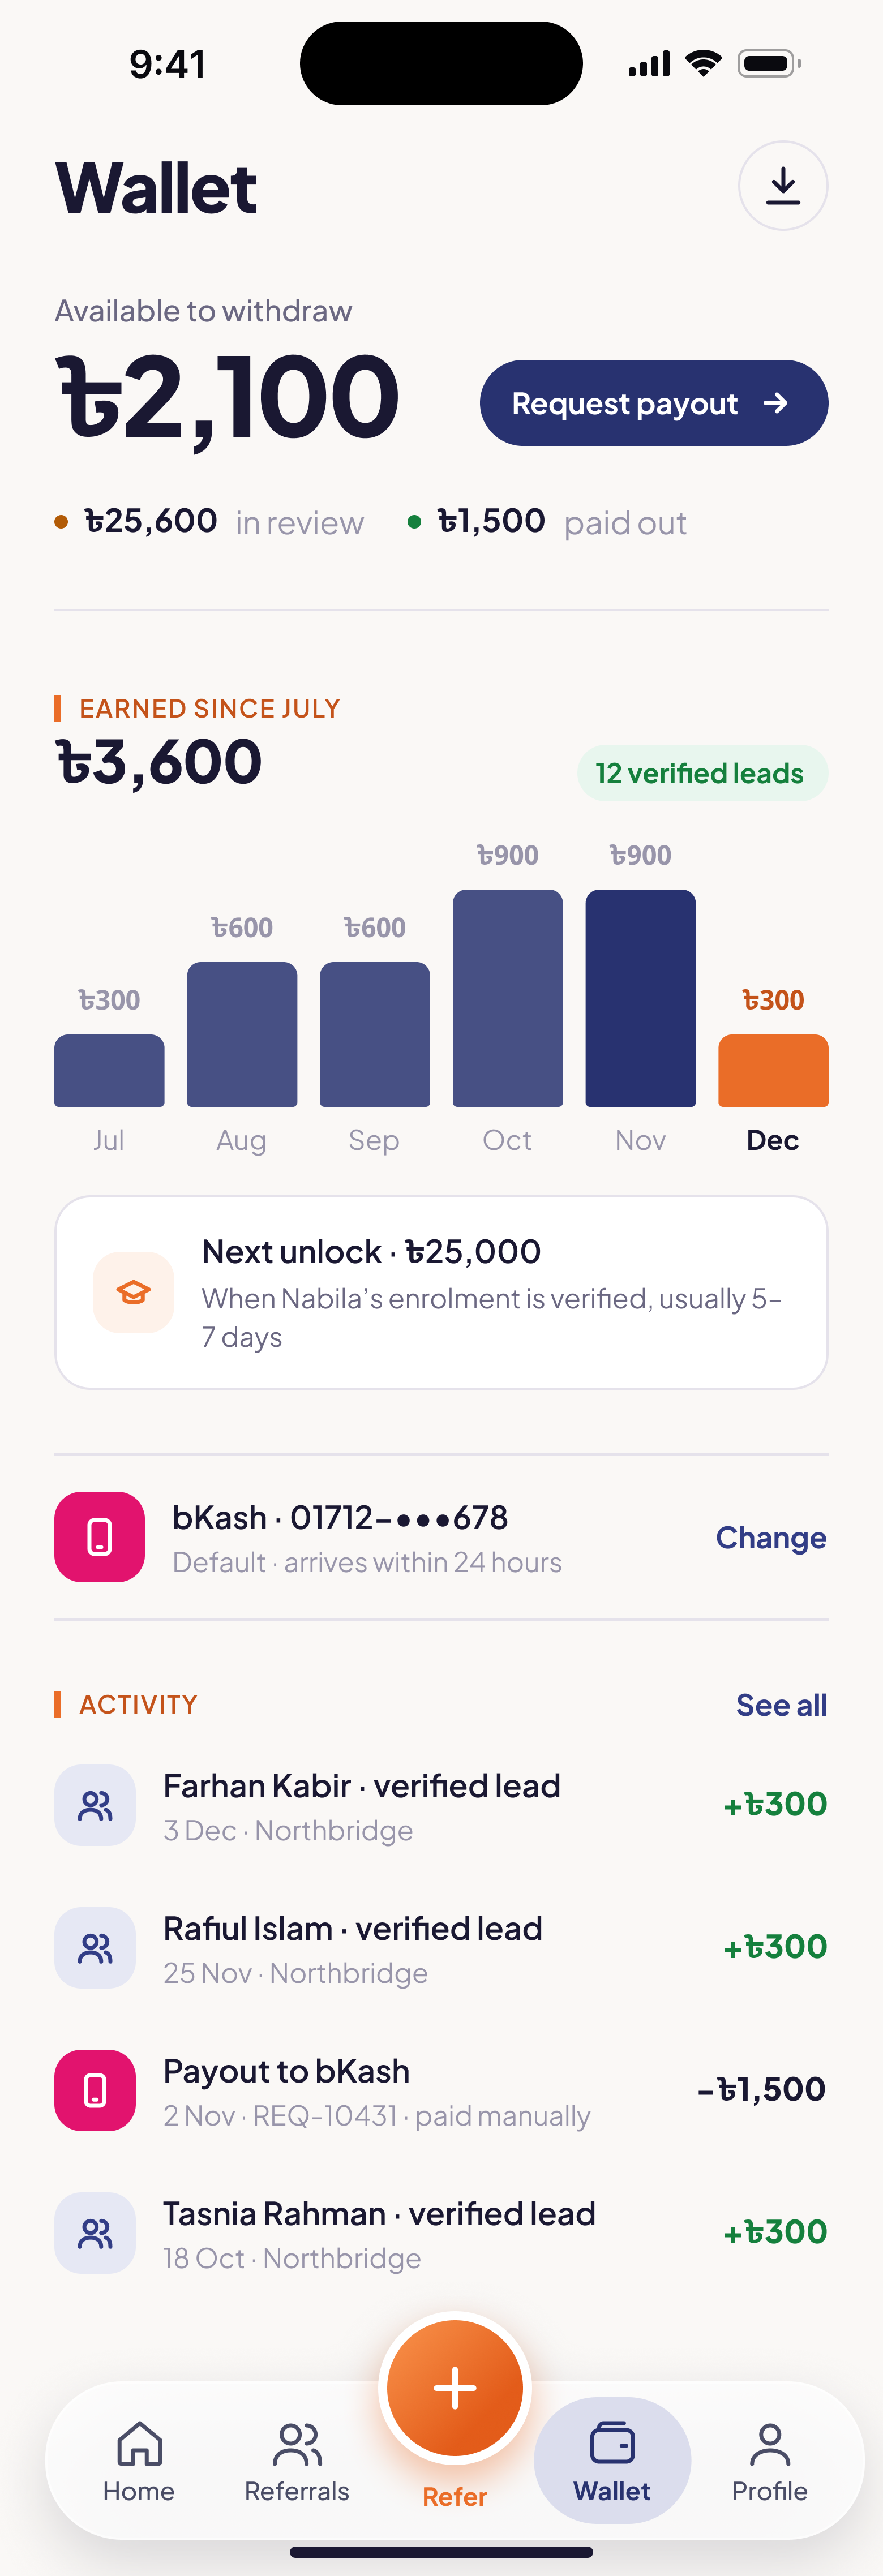 9:41
Wallet
Available to withdraw
৳2,100
Request payout
৳25,600 in review ৳1,500 paid out
EARNED SINCE JULY
৳3,600
12 verified leads
৳900 ৳900
৳600 ৳600
৳300 ৳300
Jul Aug Sep Oct Nov Dec
Next unlock · ৳25,000
When Nabila’s enrolment is verified, usually 5–
7 days
bKash · 01712-•••678
Default · arrives within 24 hours
Change
ACTIVITY
See all
Farhan Kabir · verified lead
3 Dec · Northbridge
+৳300
Rafiul Islam · verified lead
25 Nov · Northbridge
+৳300
Payout to bKash
2 Nov · REQ-10431 · paid manually
−৳1,500
Tasnia Rahman · verified lead
18 Oct · Northbridge
+৳300
Home Referrals Refer Wallet Profile